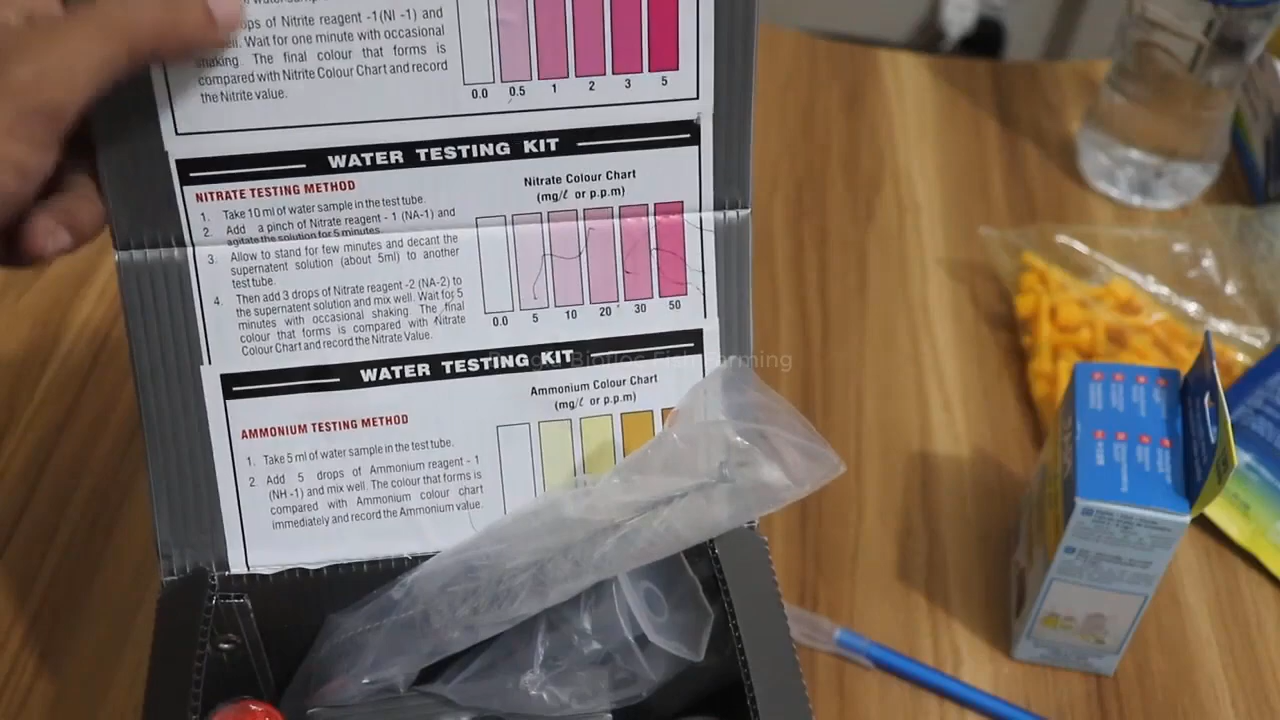 ps of Nitrite reagent -1(NI -1) and
Wait for one minute with occasional
shaking. The final colour that forms is
compared with Nitrite Colour Chart and record
the Nitrite value.
0.0 0.5 1 2 3 5
WATER TESTING KIT
NITRATE TESTING METHOD
1. Take 10 ml of water sample in the test tube.
2. Add a pinch of Nitrate reagent - 1 (NA-1) and
agitate the solution for 5 minutes.
3. Allow to stand for few minutes and decant the
supernatent solution (about 5ml) to another
test tube.
4. Then add 3 drops of Nitrate reagent -2 (NA-2) to
the supernatent solution and mix well. Wait for 5
minutes with occasional shaking. The final
colour that forms is compared with Nitrate
Colour Chart and record the Nitrate Value.
Nitrate Colour Chart
(mg/ℓ or p.p.m)
0.0 5 10 20 30 50
WATER TESTING KIT
AMMONIUM TESTING METHOD
1. Take 5 ml of water sample in the test tube.
2. Add 5 drops of Ammonium reagent - 1
(NH -1) and mix well. The colour that forms is
compared with Ammonium colour chart
immediately and record the Ammonium value.
Ammonium Colour Chart
(mg/ℓ or p.p.m)
Biofloc Fish Farming